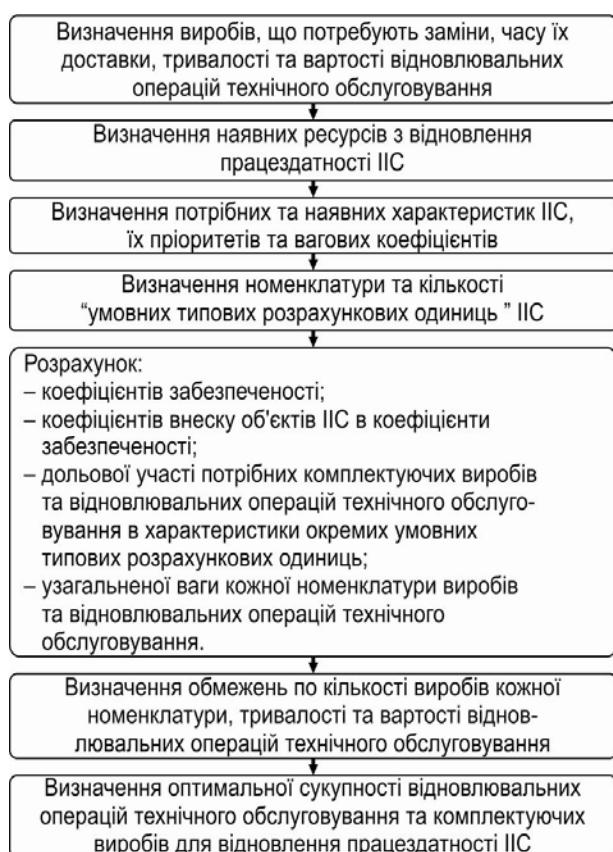 Визначення виробів, що потребують заміни, часу їх
доставки, тривалості та вартості відновлювальних
операцій технічного обслуговування
Визначення наявних ресурсів з відновлення
працездатності ІІС
Визначення потрібних та наявних характеристик ІІС,
їх пріоритетів та вагових коефіцієнтів
Визначення номенклатури та кількості
“умовних типових розрахункових одиниць ” ІІС
Розрахунок:
– коефіцієнтів забезпеченості;
– коефіцієнтів внеску об'єктів ІІС в коефіцієнти
забезпеченості;
– дольової участі потрібних комплектуючих виробів
та відновлювальних операцій технічного обслуго-
вування в характеристики окремих умовних
типових розрахункових одиниць;
– узагальненої ваги кожної номенклатури виробів
та відновлювальних операцій технічного
обслуговування.
Визначення обмежень по кількості виробів кожної
номенклатури, тривалості та вартості віднов-
лювальних операцій технічного обслуговування
Визначення оптимальної сукупності відновлювальних
операцій технічного обслуговування та комплектуючих
виробів для відновлення працездатності ІІС